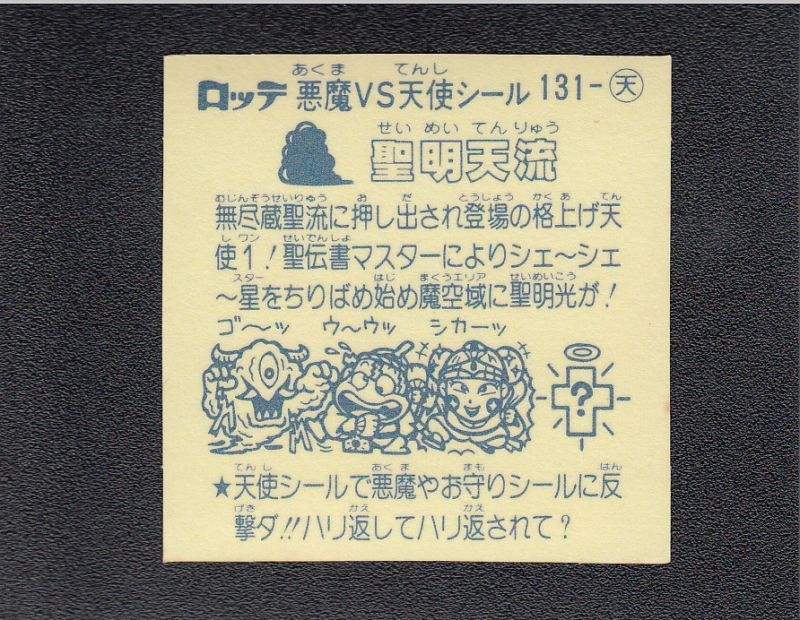 ロッテ 悪魔VS天使シール 131-天
あくま てんし
せい めい てん りゅう
聖明天流
むじんぞうせいりゅう お だ とうじょう かくあ てん
無尽蔵聖流に押し出され登場の格上げ天
し ワン せいでんしょ
使1!聖伝書マスターによりシェ〜シェ
スター はじ まくうエリア せいめいこう
〜星をちりばめ始め魔空域に聖明光が!
ゴ〜ッ ウ〜ウッ シカーッ
?
てんし あくま まも はん
★天使シールで悪魔やお守りシールに反
げき かえ かえ
撃ダ!!ハリ返してハリ返されて?